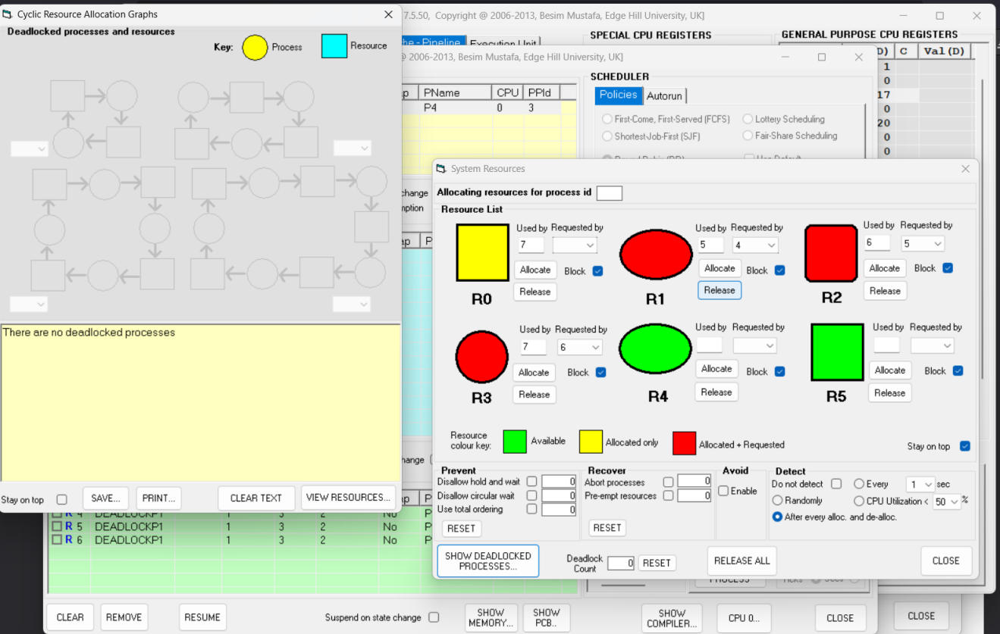 Cyclic Resource Allocation Graphs
Deadlocked processes and resources
Key: Process Resource
There are no deadlocked processes
Stay on top
SAVE...
PRINT...
CLEAR TEXT
VIEW RESOURCES...
7.5.50, Copyright @ 2006-2013, Besim Mustafa, Edge Hill University, UK]
SPECIAL CPU REGISTERS
GENERAL PURPOSE CPU REGISTERS
he - Pipeline Execution Unit
D) C Val (D)
1
0
17
0
20
0
0
@ 2006-2013, Besim Mustafa, Edge Hill University, UK]
PName CPU PPId
P4 0 3
SCHEDULER
Policies Autorun
First-Come, First-Served (FCFS) Lottery Scheduling
Shortest-Job-First (SJF) Fair-Share Scheduling
Round Robin (RR) Use Default
hange
mption
System Resources
Allocating resources for process id
Resource List
Used by Requested by
7
Allocate Block
Release
R0
Used by Requested by
5 4
Allocate Block
Release
R1
Used by Requested by
6 5
Allocate Block
Release
R2
Used by Requested by
7 6
Allocate Block
Release
R3
Used by Requested by
Allocate Block
Release
R4
Used by Requested by
Allocate Block
Release
R5
Resource
colour key:
Available
Allocated only
Allocated + Requested
Stay on top
Prevent
Disallow hold and wait 0
Disallow circular wait 0
Use total ordering 0
RESET
Recover
Abort processes 0
Pre-empt resources 0
RESET
Avoid
Enable
Detect
Do not detect Every 1 sec
Randomly CPU Utilization < 50 %
After every alloc. and de-alloc.
SHOW DEADLOCKED
PROCESSES...
Deadlock
Count
0
RESET
RELEASE ALL
CLOSE
hange
R 4 DEADLOCKP1 1 3 2 No P
R 5 DEADLOCKP1 1 3 2 No P
R 6 DEADLOCKP1 1 3 2 No P
PROCESS Ticks Secs
CLEAR
REMOVE
RESUME
Suspend on state change
SHOW
MEMORY...
SHOW
PCB..
SHOW
COMPILER...
CPU 0...
CLOSE
CLOSE